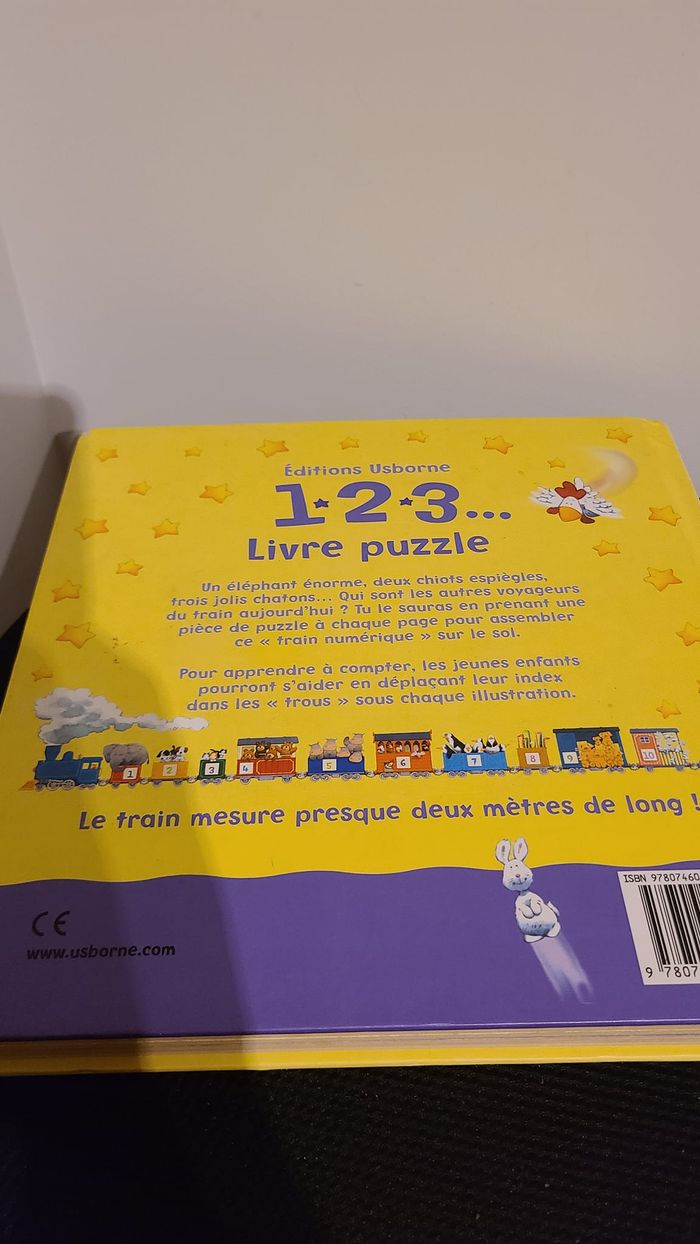 Éditions Usborne
1★2★3...
Livre puzzle
Un éléphant énorme, deux chiots espiègles,
trois jolis chatons... Qui sont les autres voyageurs
du train aujourd'hui ? Tu le sauras en prenant une
pièce de puzzle à chaque page pour assembler
ce « train numérique » sur le sol.
Pour apprendre à compter, les jeunes enfants
pourront s'aider en déplaçant leur index
dans les « trous » sous chaque illustration.
1 2 3 4 5 6 7 8 9 10
Le train mesure presque deux mètres de long !
ISBN 97807460
CE
www.usborne.com
9 7807